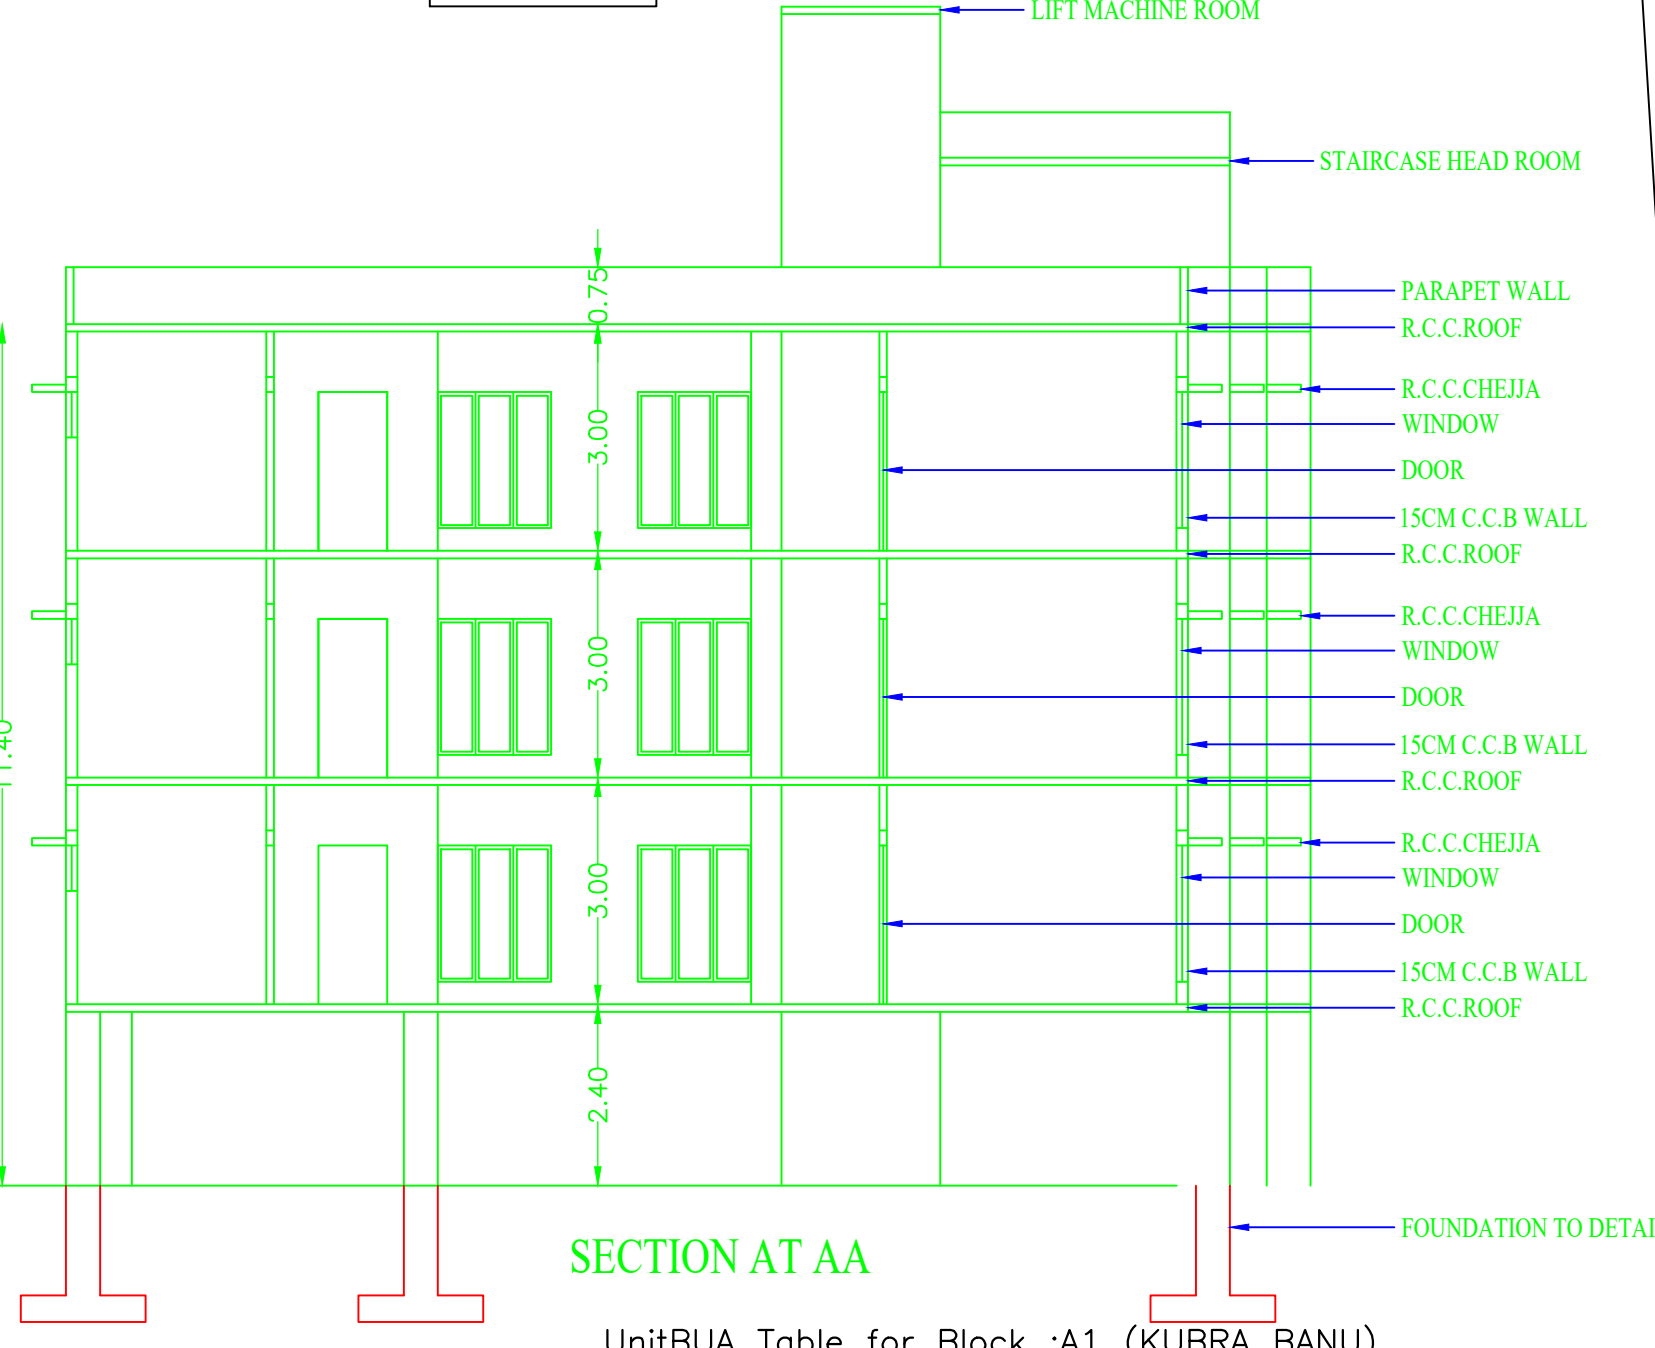 LIFT MACHINE ROOM
STAIRCASE HEAD ROOM
0.75
PARAPET WALL
R.C.C.ROOF
R.C.C.CHEJJA
WINDOW
3.00
DOOR
15CM C.C.B WALL
R.C.C.ROOF
R.C.C.CHEJJA
WINDOW
3.00
DOOR
15CM C.C.B WALL
11.40
R.C.C.ROOF
R.C.C.CHEJJA
WINDOW
3.00
DOOR
15CM C.C.B WALL
R.C.C.ROOF
2.40
FOUNDATION TO DETAI
SECTION AT AA
UnitBUA Table for Block :A1 (KUBRA BANU)